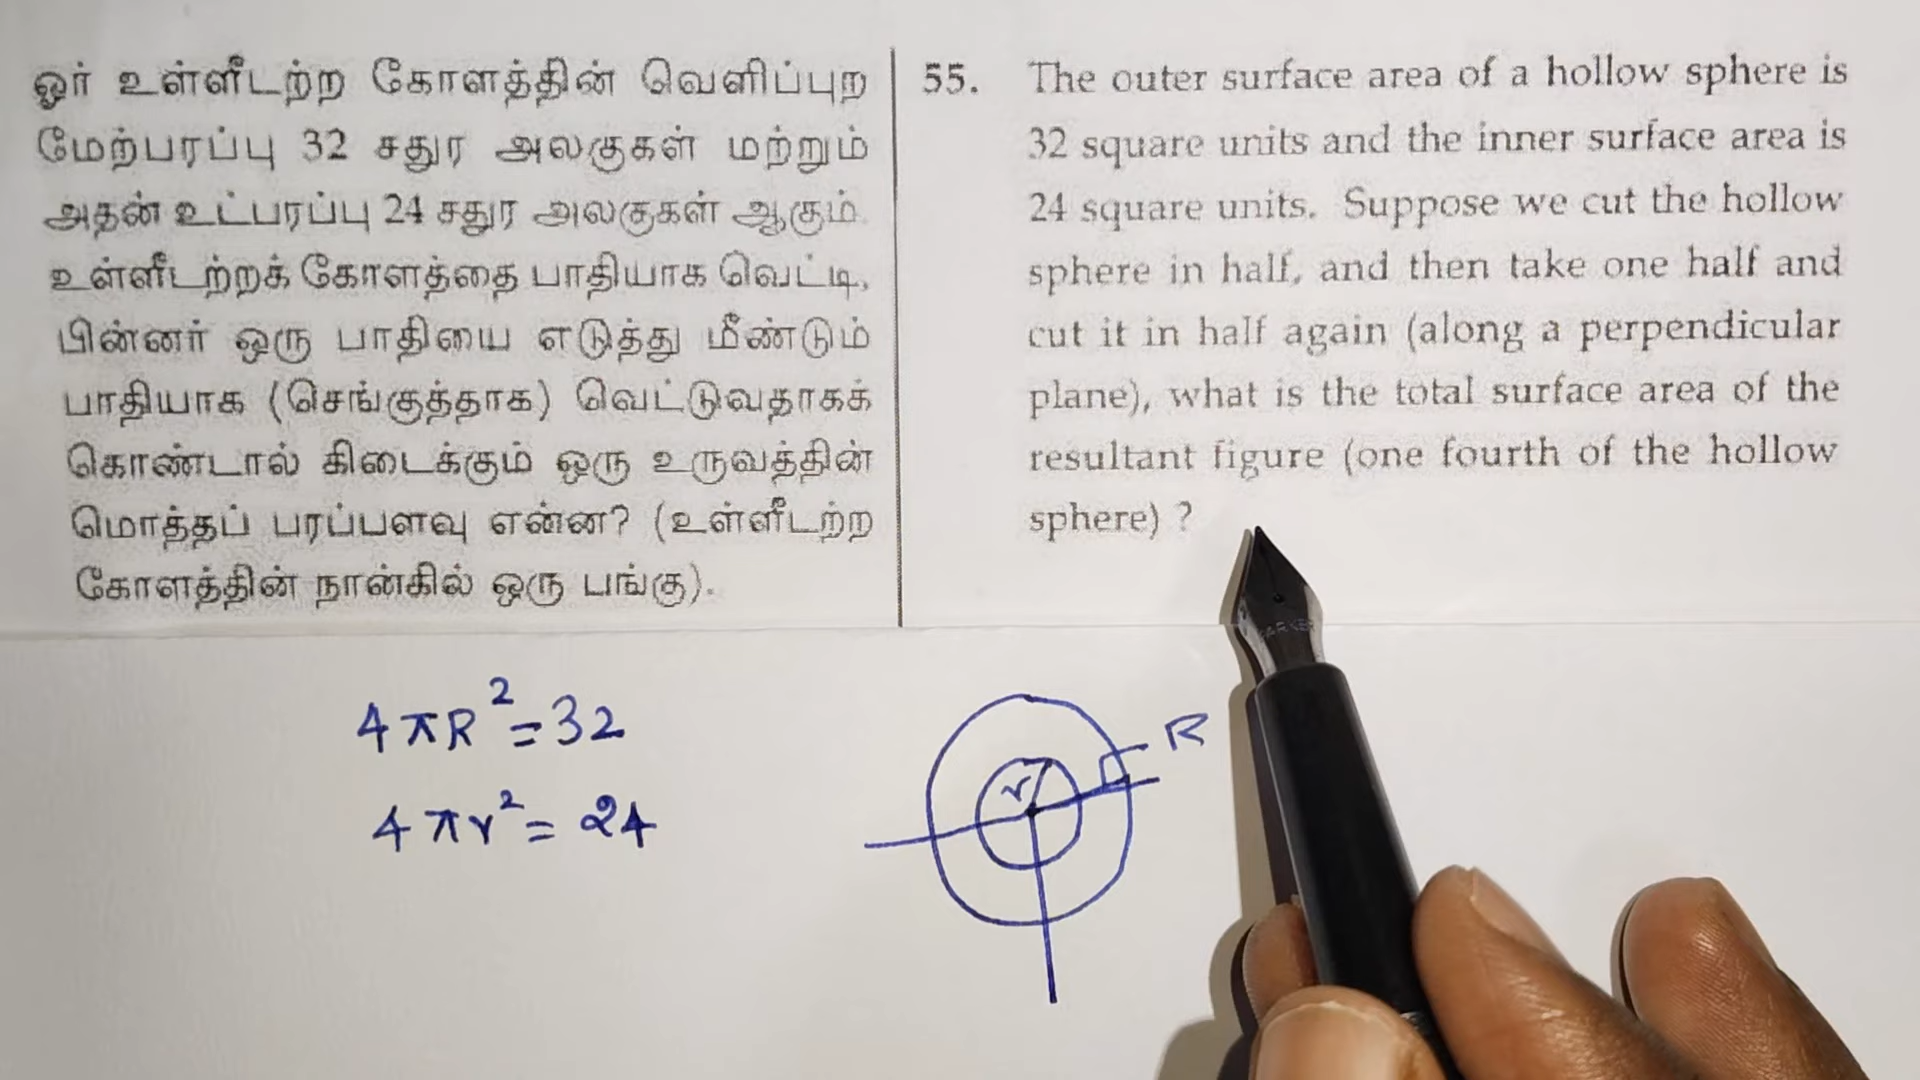 ஓர் உள்ளீடற்ற கோளத்தின் வெளிப்புற
மேற்பரப்பு 32 சதுர அலகுகள் மற்றும்
அதன் உட்பரப்பு 24 சதுர அலகுகள் ஆகும்.
உள்ளீடற்றக் கோளத்தை பாதியாக வெட்டி,
பின்னர் ஒரு பாதியை எடுத்து மீண்டும்
பாதியாக (செங்குத்தாக) வெட்டுவதாகக்
கொண்டால் கிடைக்கும் ஒரு உருவத்தின்
மொத்தப் பரப்பளவு என்ன? (உள்ளீடற்ற
கோளத்தின் நான்கில் ஒரு பங்கு).
55. The outer surface area of a hollow sphere is
32 square units and the inner surface area is
24 square units. Suppose we cut the hollow
sphere in half, and then take one half and
cut it in half again (along a perpendicular
plane), what is the total surface area of the
resultant figure (one fourth of the hollow
sphere) ?
4πR²=32
4πr²=24
R
r
PARKER